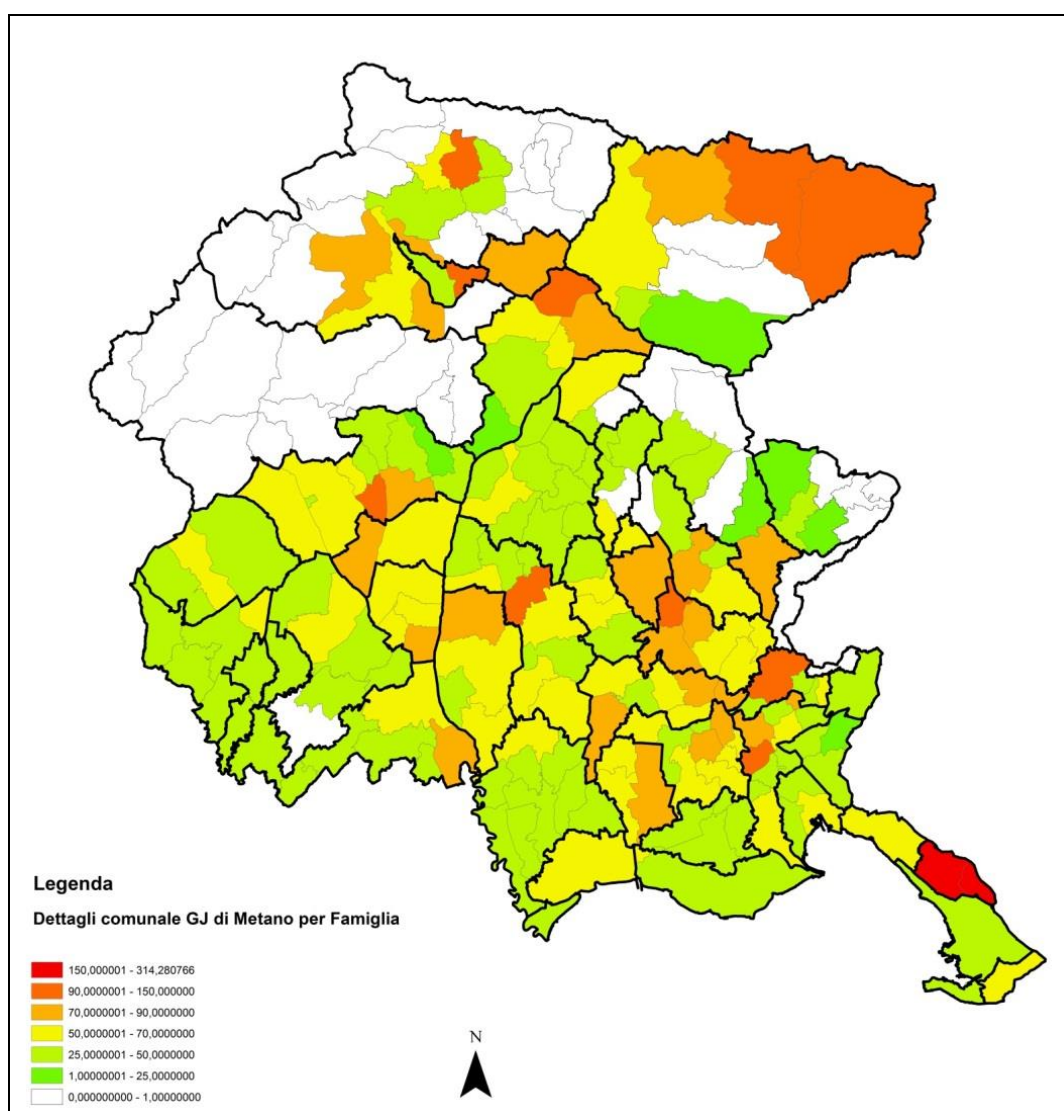 Legenda
Dettagli comunale GJ di Metano per Famiglia
150,000001 - 314,280766
90,0000001 - 150,000000
70,0000001 - 90,0000000
50,0000001 - 70,0000000
25,0000001 - 50,0000000
1,00000001 - 25,0000000
0,000000000 - 1,00000000
N